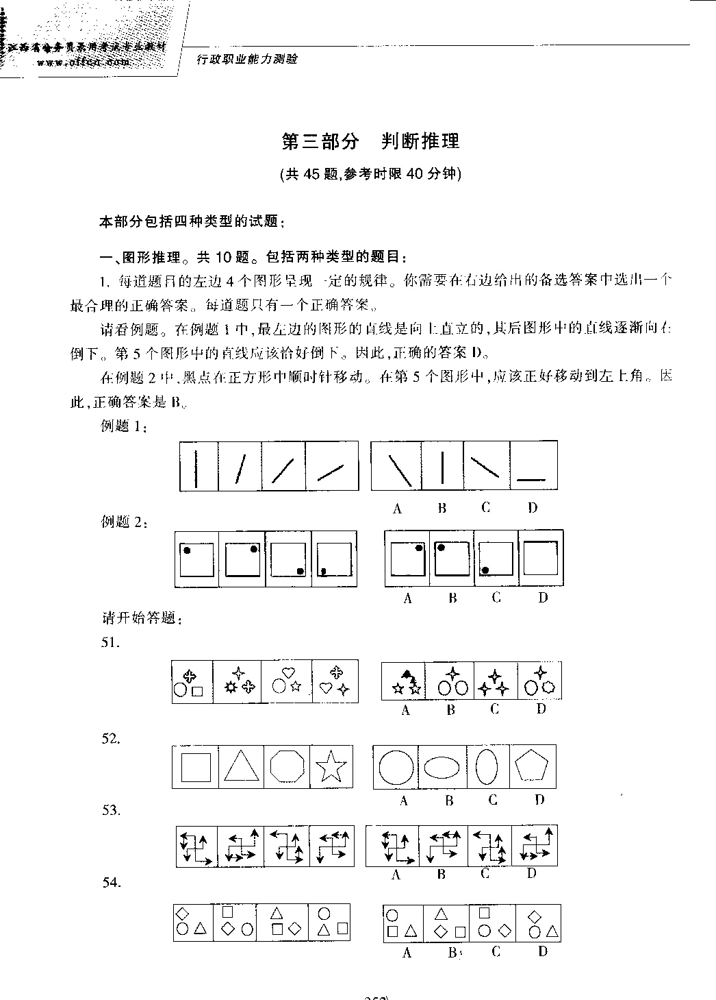 江西省公务员录用考试专业教材
www.offcn.com
行政职业能力测验
第三部分 判断推理
(共 45 题,参考时限 40 分钟)
本部分包括四种类型的试题:
一、图形推理。共 10 题。包括两种类型的题目:
1. 每道题目的左边 4 个图形呈现一定的规律。你需要在右边给出的备选答案中选出一个
最合理的正确答案。每道题只有一个正确答案。
请看例题。在例题 1 中,最左边的图形的直线是向上直立的,其后图形中的直线逐渐向右
倒下。第 5 个图形中的直线应该恰好倒下。因此,正确的答案 D。
在例题 2 中,黑点在正方形中顺时针移动。在第 5 个图形中,应该正好移动到左上角。因
此,正确答案是 B。
例题 1:
A B C D
例题 2:
A B C D
请开始答题:
51.
A B C D
52.
A B C D
53.
A B C D
54.
A B C D